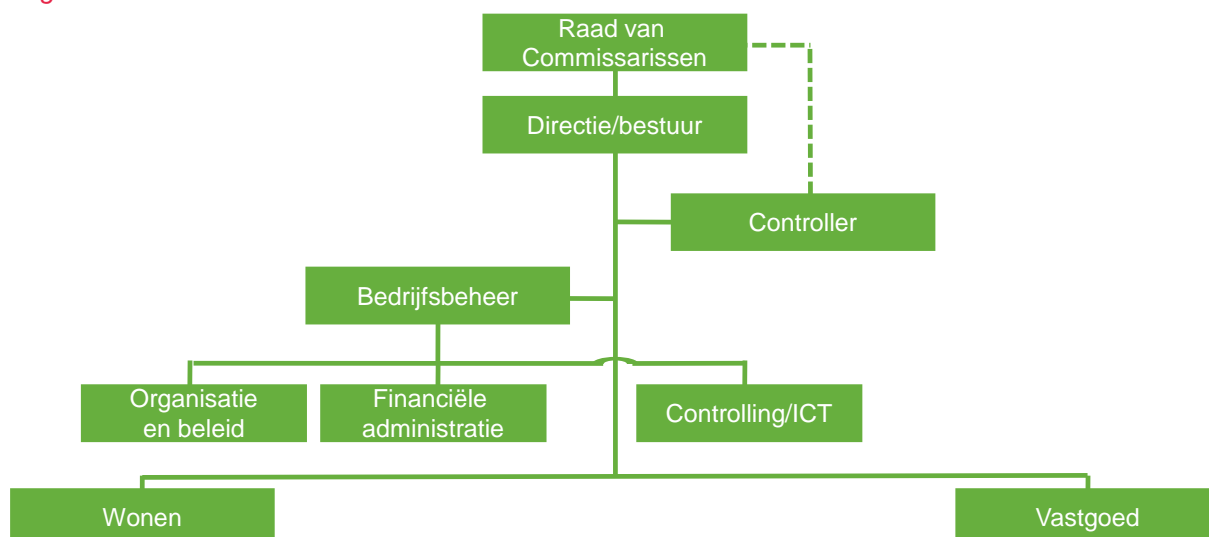 Raad van
Commissarissen
Directie/bestuur
Controller
Bedrijfsbeheer
Organisatie
en beleid
Financiële
administratie
Controlling/ICT
Wonen
Vastgoed